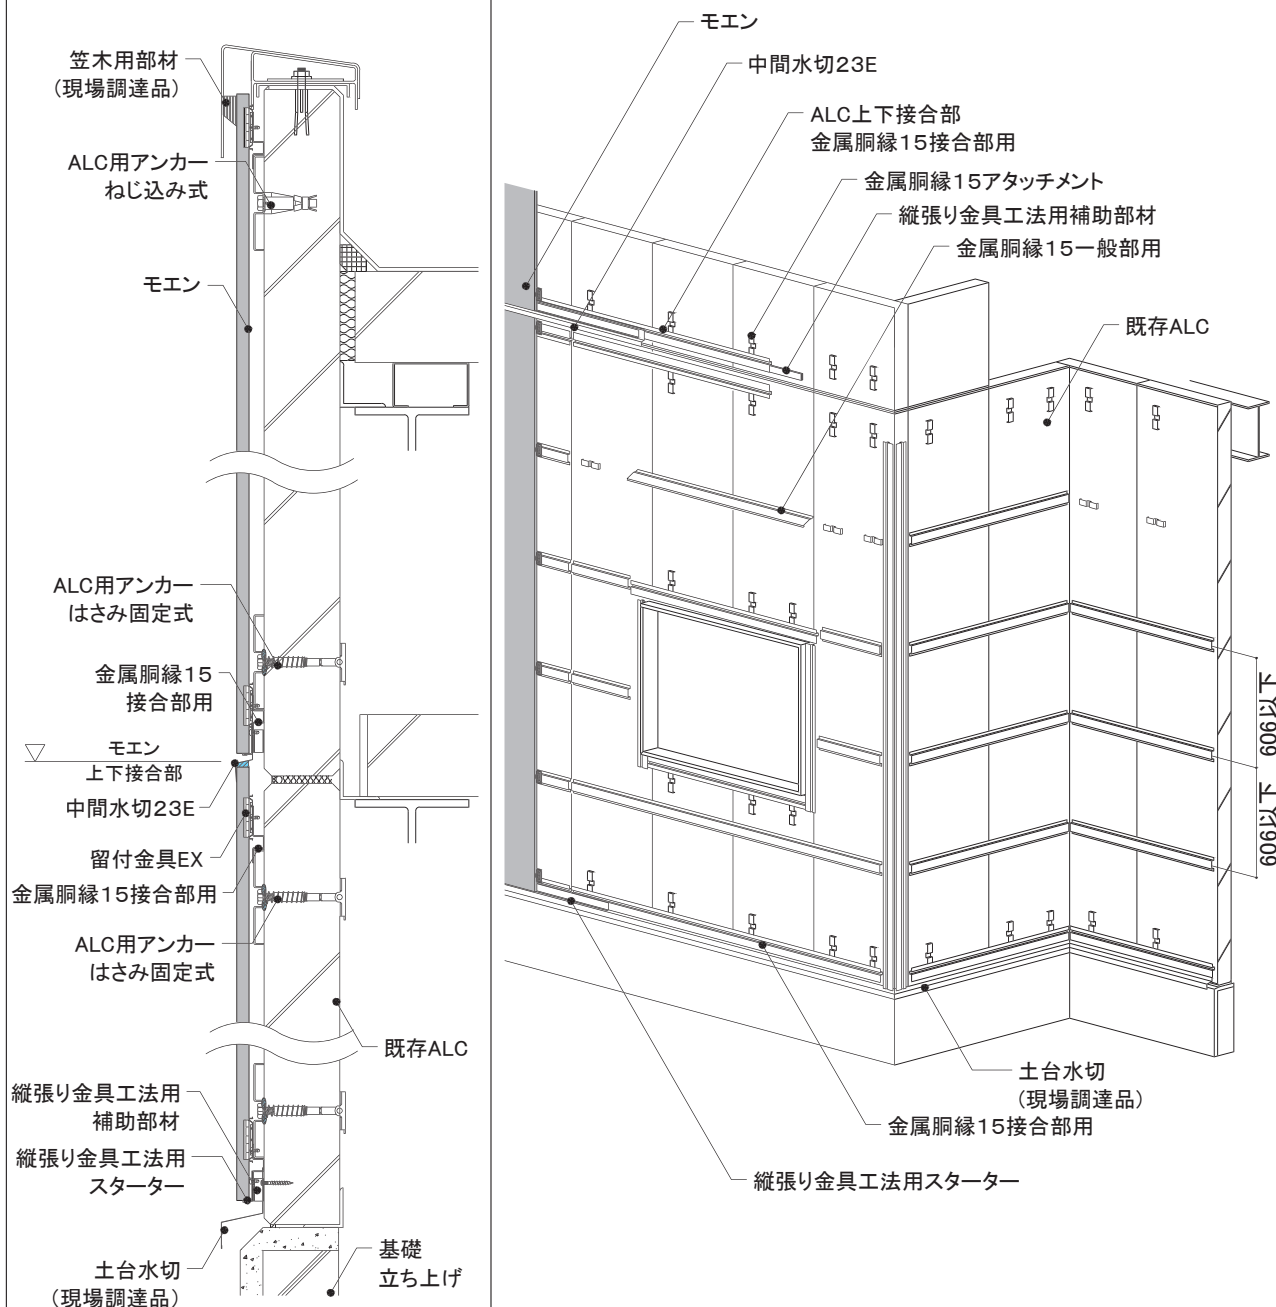 笠木用部材
(現場調達品)
ALC用アンカー
ねじ込み式
モエン
ALC用アンカー
はさみ固定式
金属胴縁15
接合部用
モエン
上下接合部
中間水切23E
留付金具EX
金属胴縁15接合部用
ALC用アンカー
はさみ固定式
既存ALC
縦張り金具工法用
補助部材
縦張り金具工法用
スターター
土台水切
(現場調達品)
基礎
立ち上げ
モエン
中間水切23E
ALC上下接合部
金属胴縁15接合部用
金属胴縁15アタッチメント
縦張り金具工法用補助部材
金属胴縁15一般部用
既存ALC
606以下
606以下
土台水切
(現場調達品)
金属胴縁15接合部用
縦張り金具工法用スターター